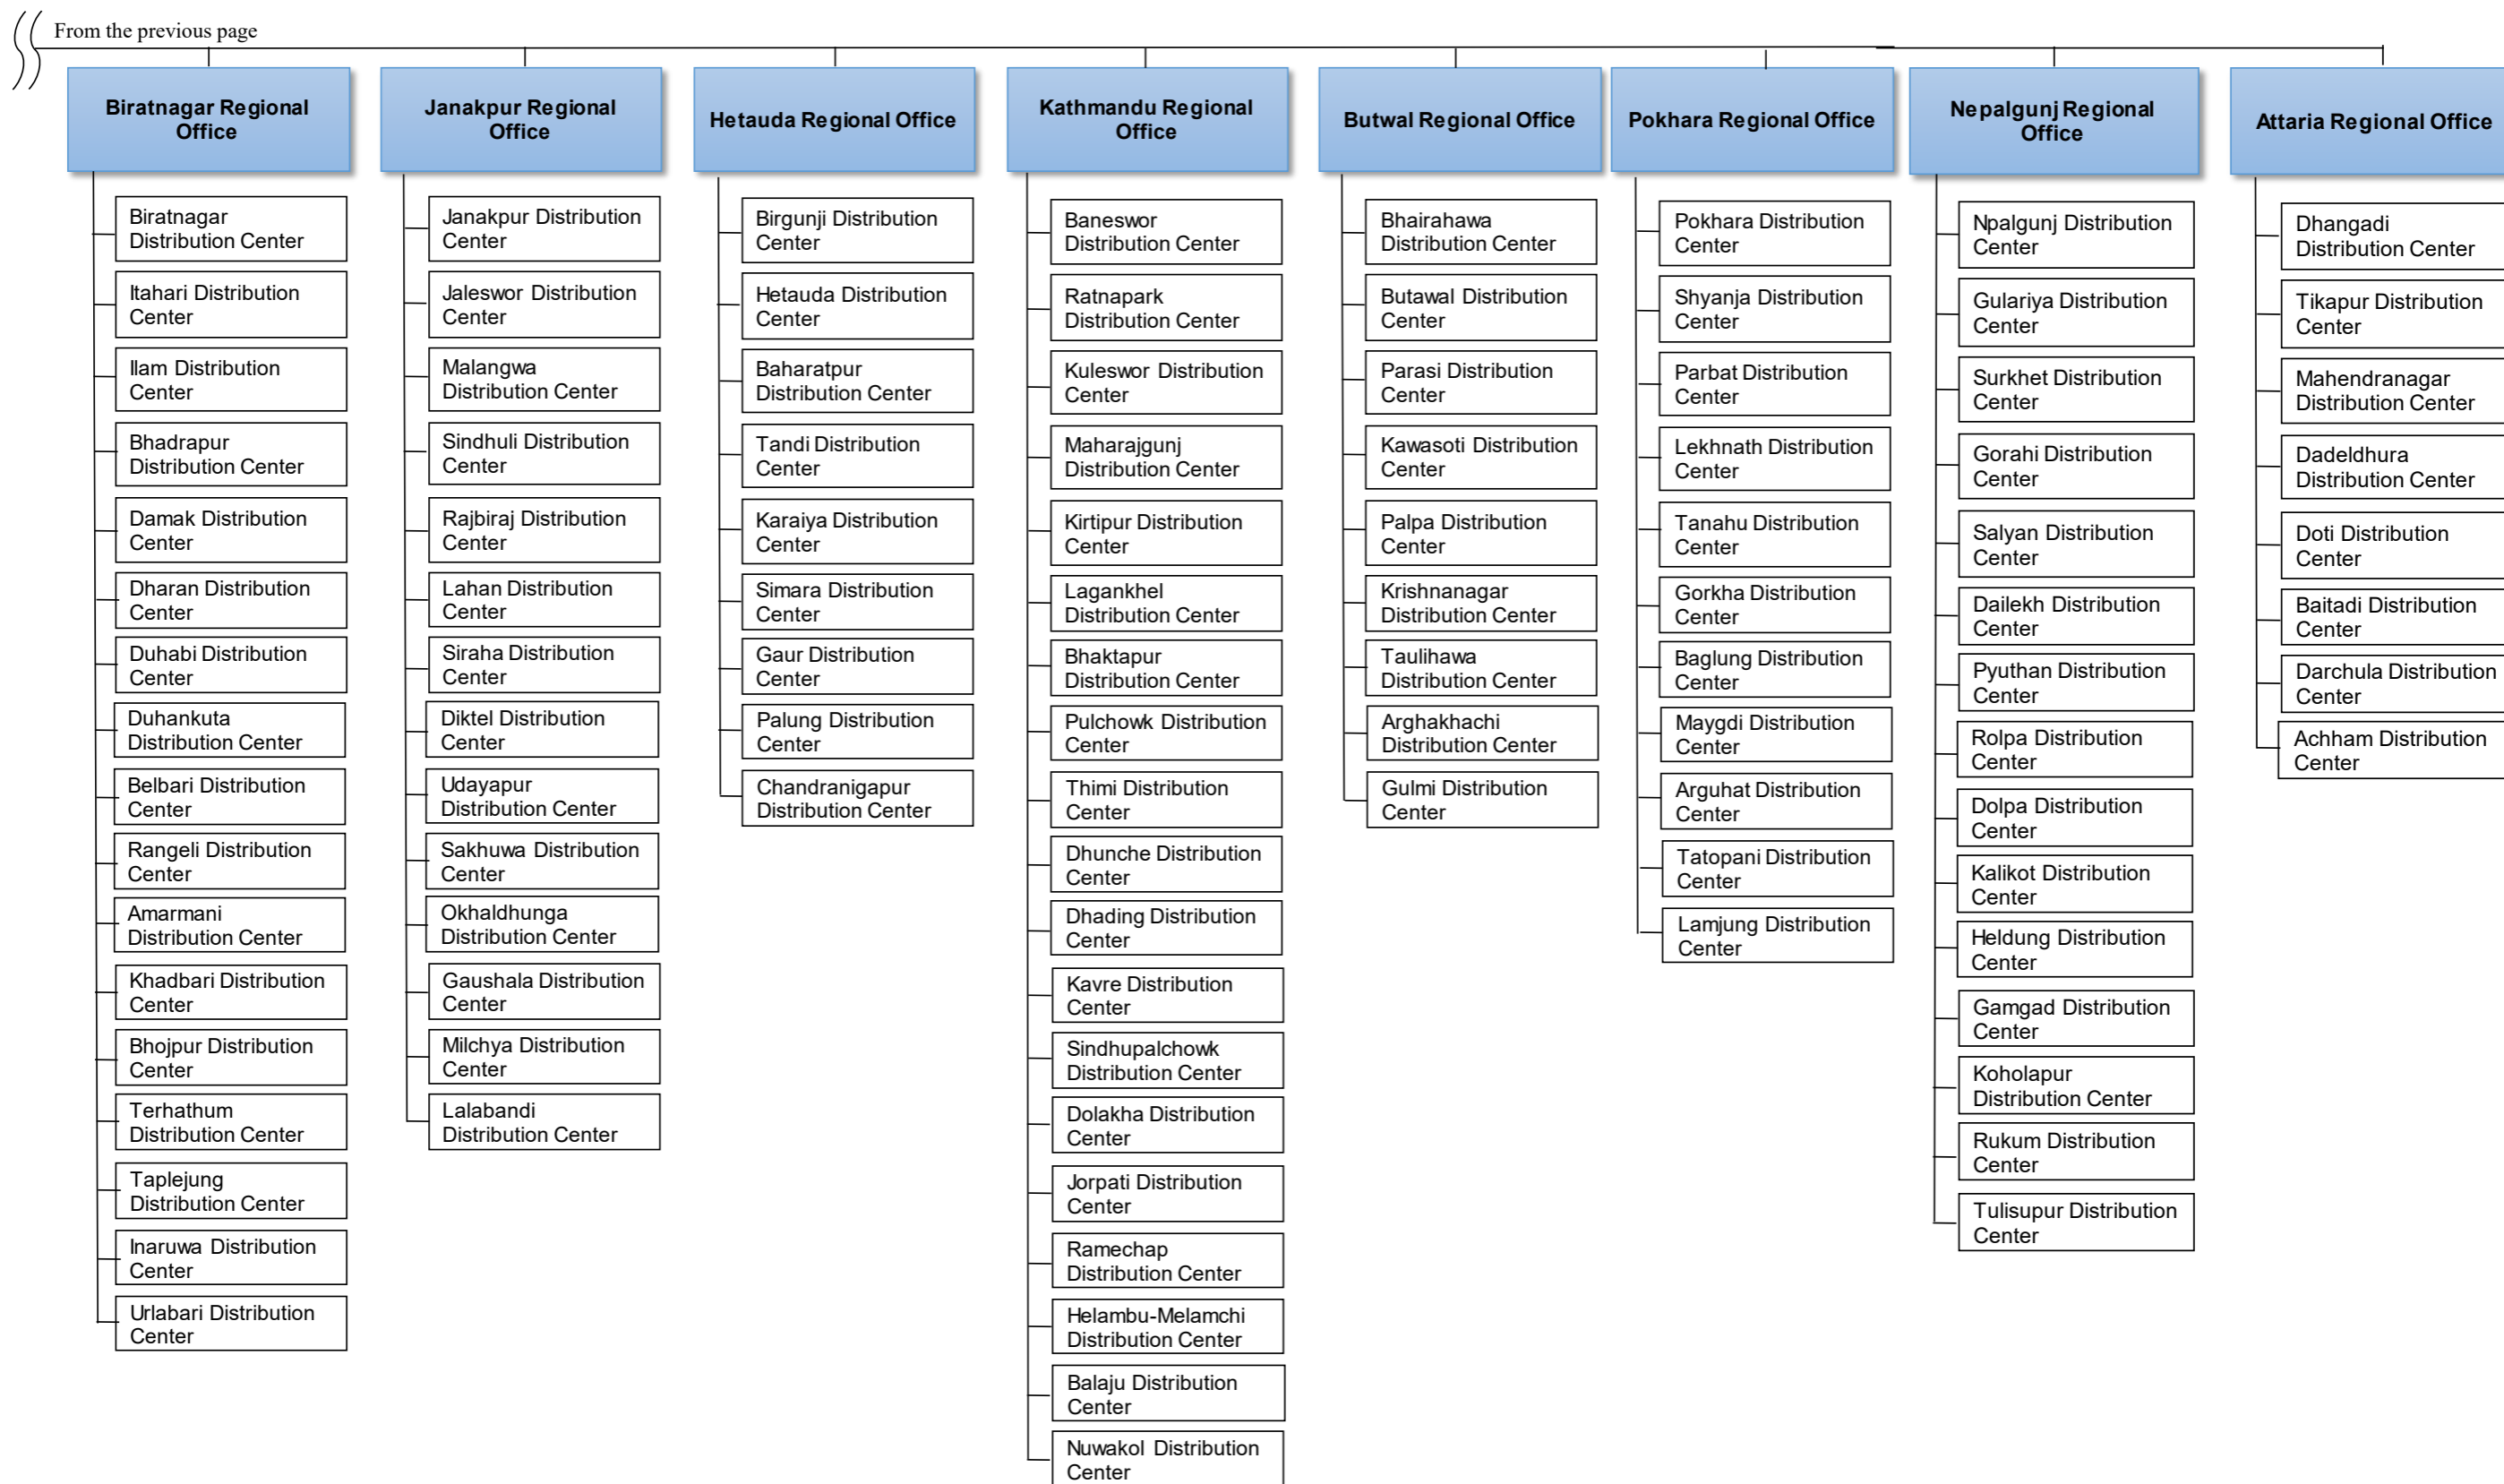 From the previous page
Biratnagar Regional
Office
Biratnagar
Distribution Center
Itahari Distribution
Center
Ilam Distribution
Center
Bhadrapur
Distribution Center
Damak Distribution
Center
Dharan Distribution
Center
Duhabi Distribution
Center
Duhankuta
Distribution Center
Belbari Distribution
Center
Rangeli Distribution
Center
Amarmani
Distribution Center
Khadbari Distribution
Center
Bhojpur Distribution
Center
Terhathum
Distribution Center
Taplejung
Distribution Center
Inaruwa Distribution
Center
Urlabari Distribution
Center
Janakpur Regional
Office
Janakpur Distribution
Center
Jaleswor Distribution
Center
Malangwa
Distribution Center
Sindhuli Distribution
Center
Rajbiraj Distribution
Center
Lahan Distribution
Center
Siraha Distribution
Center
Diktel Distribution
Center
Udayapur
Distribution Center
Sakhuwa Distribution
Center
Okhaldhunga
Distribution Center
Gaushala Distribution
Center
Milchya Distribution
Center
Lalabandi
Distribution Center
Hetauda Regional Office
Birgunji Distribution
Center
Hetauda Distribution
Center
Baharatpur
Distribution Center
Tandi Distribution
Center
Karaiya Distribution
Center
Simara Distribution
Center
Gaur Distribution
Center
Palung Distribution
Center
Chandranigapur
Distribution Center
Kathmandu Regional
Office
Baneswor
Distribution Center
Ratnapark
Distribution Center
Kuleswor Distribution
Center
Maharajgunj
Distribution Center
Kirtipur Distribution
Center
Lagankhel
Distribution Center
Bhaktapur
Distribution Center
Pulchowk Distribution
Center
Thimi Distribution
Center
Dhunche Distribution
Center
Dhading Distribution
Center
Kavre Distribution
Center
Sindhupalchowk
Distribution Center
Dolakha Distribution
Center
Jorpati Distribution
Center
Ramechap
Distribution Center
Helambu-Melamchi
Distribution Center
Balaju Distribution
Center
Nuwakol Distribution
Center
Butwal Regional Office
Bhairahawa
Distribution Center
Butawal Distribution
Center
Parasi Distribution
Center
Kawasoti Distribution
Center
Palpa Distribution
Center
Krishnanagar
Distribution Center
Taulihawa
Distribution Center
Arghakhachi
Distribution Center
Gulmi Distribution
Center
Pokhara Regional Office
Pokhara Distribution
Center
Shyanja Distribution
Center
Parbat Distribution
Center
Lekhnath Distribution
Center
Tanahu Distribution
Center
Gorkha Distribution
Center
Baglung Distribution
Center
Maygdi Distribution
Center
Arguhat Distribution
Center
Tatopani Distribution
Center
Lamjung Distribution
Center
Nepalgunj Regional
Office
Npalgunj Distribution
Center
Gulariya Distribution
Center
Surkhet Distribution
Center
Gorahi Distribution
Center
Salyan Distribution
Center
Dailekh Distribution
Center
Pyuthan Distribution
Center
Rolpa Distribution
Center
Dolpa Distribution
Center
Kalikot Distribution
Center
Heldung Distribution
Center
Gamgad Distribution
Center
Koholapur
Distribution Center
Rukum Distribution
Center
Tulisupur Distribution
Center
Attaria Regional Office
Dhangadi
Distribution Center
Tikapur Distribution
Center
Mahendranagar
Distribution Center
Dadeldhura
Distribution Center
Doti Distribution
Center
Baitadi Distribution
Center
Darchula Distribution
Center
Achham Distribution
Center